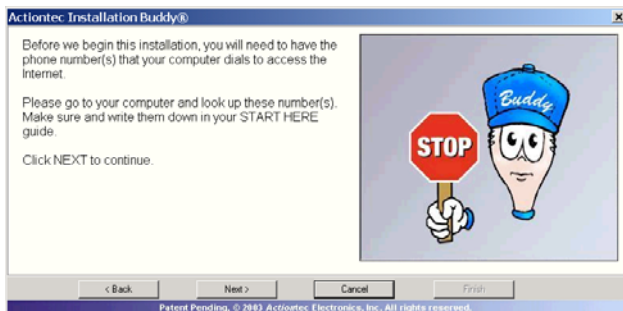 Actiontec Installation Buddy®
Before we begin this installation, you will need to have the
phone number(s) that your computer dials to access the
Internet.
Please go to your computer and look up these number(s).
Make sure and write them down in your START HERE
guide.
Click NEXT to continue.
Buddy
STOP
< Back
Next >
Cancel
Finish
Patent Pending, © 2003 Actiontec Electronics, Inc. All rights reserved.